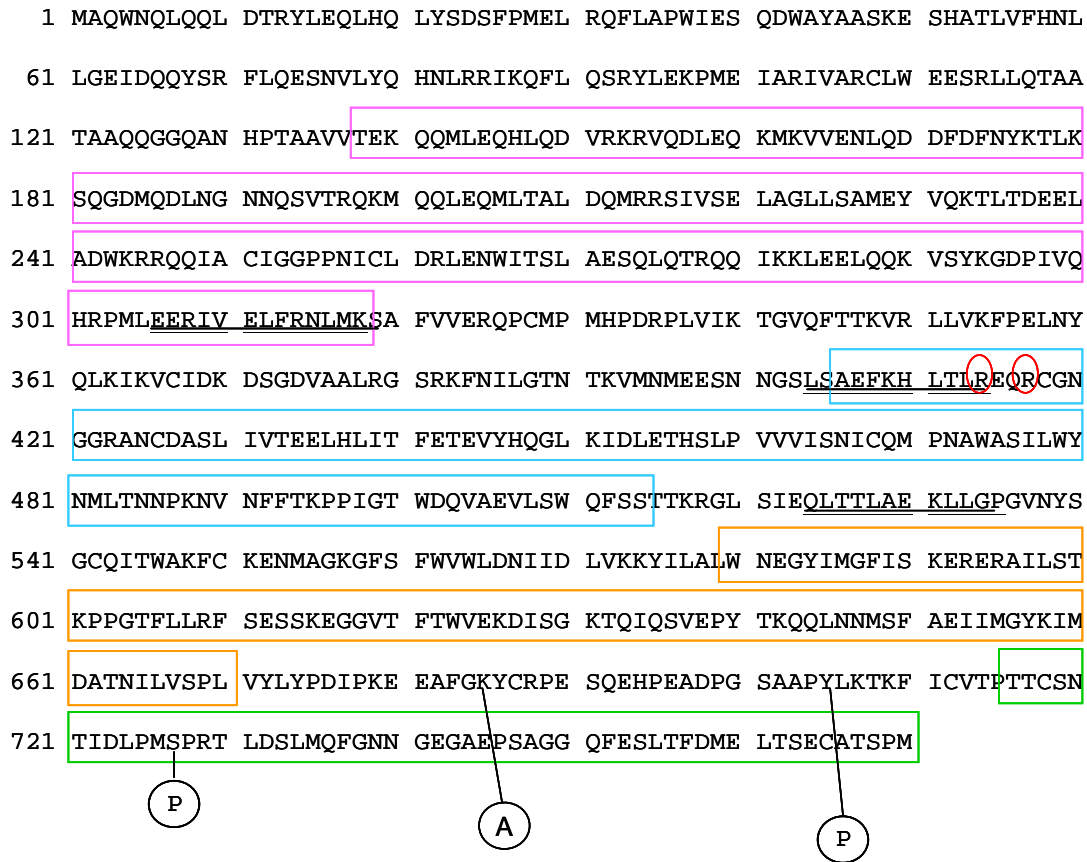 1 MAQWNQLQQL DTRYLEQLHQ LYSDSFPMEL RQFLAPWIES QDWAYAASKE SHATLVFHNL
61 LGEIDQQYSR FLQESNVLYQ HNLRRIKQFL QSRYLEKPME IARIVARCLW EESRLLQTAA
121 TAAQQGGQAN HPTAAVVTEK QQMLEQHLQD VRKRVQDLEQ KMKVVENLQD DFDFNYKTLK
181 SQGDMQDLNG NNQSVTRQKM QQLEQMLTAL DQMRRSIVSE LAGLLSAMEY VQKTLTDEEL
241 ADWKRRQQIA CIGGPPNICL DRLENWITSL AESQLQTRQQ IKKLEELQQK VSYKGDPIVQ
301 HRPMLEERIV ELFRNLMKSA FVVERQPCMP MHPDRPLVIK TGVQFTTKVR LLVKFPELNY
361 QLKIKVCIDK DSGDVAALRG SRKFNILGTN TKVMNMEESN NGSLSAEFKH LTLREQRCGN
421 GGRANCDASL IVTEELHLIT FETEVYHQGL KIDLETHSLP VVVISNICQM PNAWASILWY
481 NMLTNNPKNV NFFTKPPIGT WDQVAEVLSW QFSSTTKRGL SIEQLTTLAE KLLGPGVNYS
541 GCQITWAKFC KENMAGKGFS FWVWLDNIID LVKKYILALW NEGYIMGFIS KERERAILST
601 KPPGTFLLRF SESSKEGGVT FTWVEKDISG KTQIQSVEPY TKQQLNNMSF AEIIMGYKIM
661 DATNILVSPL VYLYPDIPKE EAFGKYCRPE SQEHPEADPG SAAPYLKTKF ICVTPTTCSN
721 TIDLPMSPRT LDSLMQFGNN GEGAEPSAGG QFESLTFDME LTSECATSPM
P A P